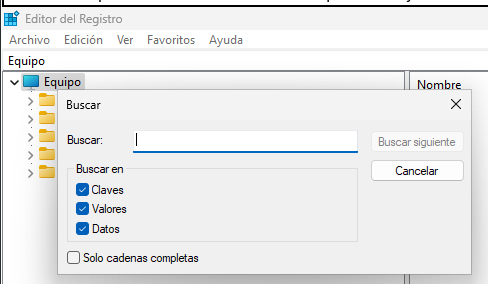 Editor del Registro
Archivo Edición Ver Favoritos Ayuda
Equipo
Equipo
Nombre
Buscar
Buscar:
Buscar siguiente
Cancelar
Buscar en
Claves
Valores
Datos
Solo cadenas completas